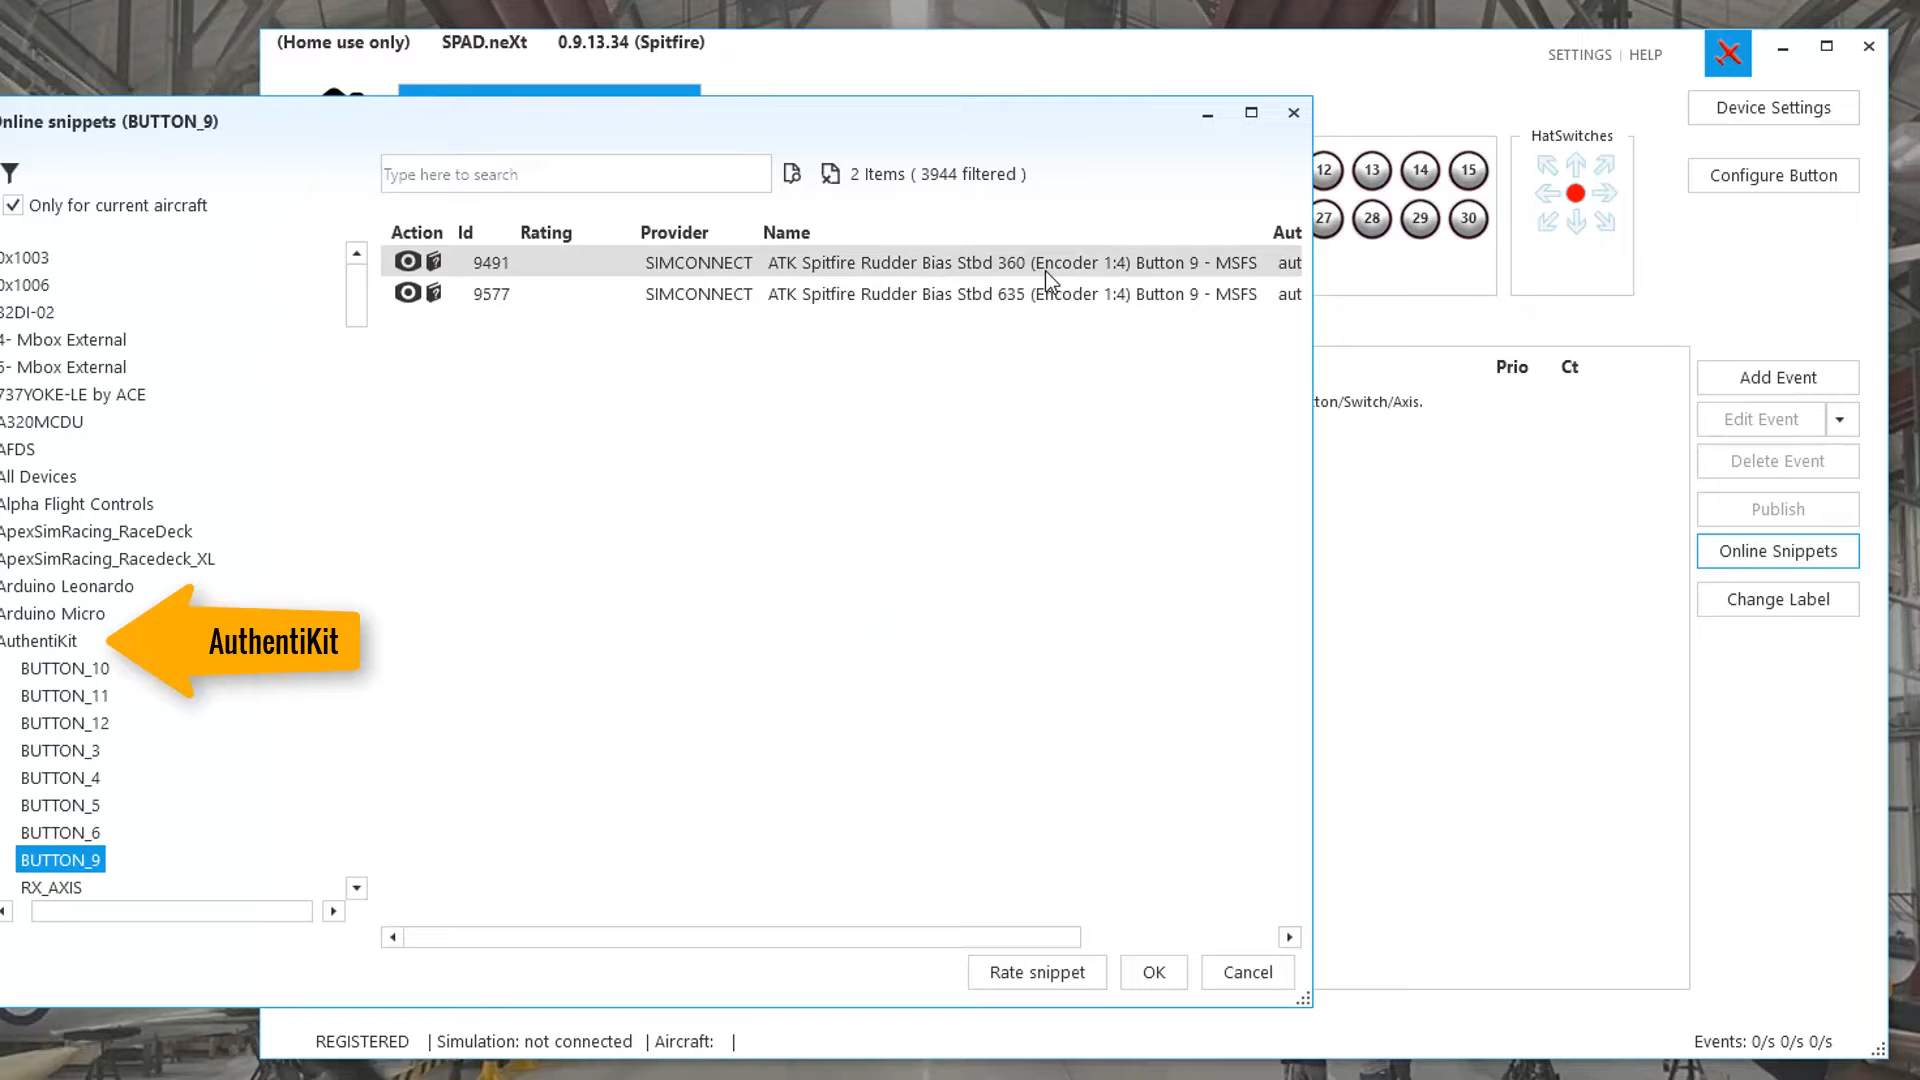 (Home use only) SPAD.neXt 0.9.13.34 (Spitfire)
SETTINGS | HELP
Device Settings
nline snippets (BUTTON_9)
HatSwitches
12 13 14 15
Configure Button
Type here to search
2 Items ( 3944 filtered )
Only for current aircraft
27 28 29 30
Action Id Rating Provider Name Aut
9491 SIMCONNECT ATK Spitfire Rudder Bias Stbd 360 (Encoder 1:4) Button 9 - MSFS aut
9577 SIMCONNECT ATK Spitfire Rudder Bias Stbd 635 (Encoder 1:4) Button 9 - MSFS aut
0x1003
0x1006
32DI-02
4- Mbox External
5- Mbox External
737YOKE-LE by ACE
A320MCDU
AFDS
All Devices
Alpha Flight Controls
ApexSimRacing_RaceDeck
ApexSimRacing_Racedeck_XL
Arduino Leonardo
Arduino Micro
AuthentiKit
AuthentiKit
BUTTON_10
BUTTON_11
BUTTON_12
BUTTON_3
BUTTON_4
BUTTON_5
BUTTON_6
BUTTON_9
RX_AXIS
Prio Ct
ton/Switch/Axis.
Add Event
Edit Event
Delete Event
Publish
Online Snippets
Change Label
Rate snippet
OK
Cancel
REGISTERED | Simulation: not connected | Aircraft: |
Events: 0/s 0/s 0/s